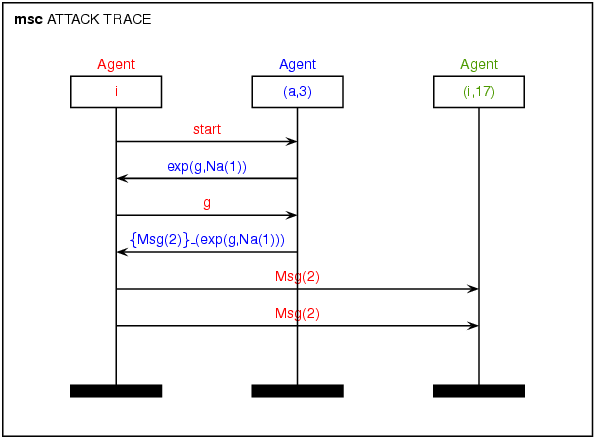 msc ATTACK TRACE
Agent Agent Agent
i (a,3) (i,17)
start
exp(g,Na(1))
g
{Msg(2)}_(exp(g,Na(1)))
Msg(2)
Msg(2)